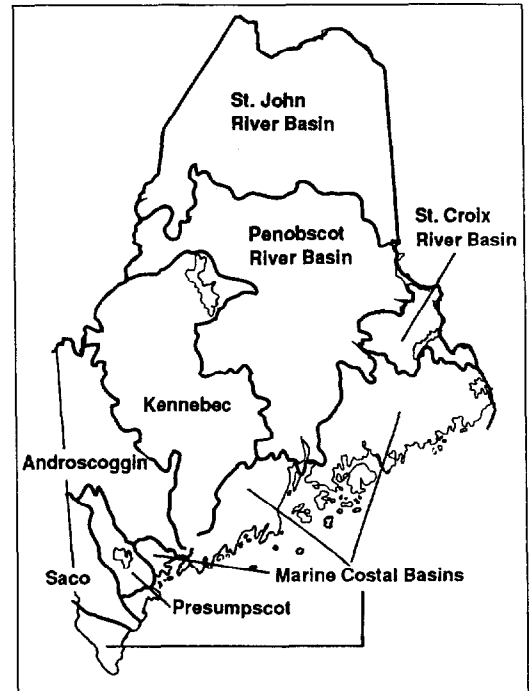 St. John
River Basin
St. Croix
River Basin
Penobscot
River Basin
Kennebec
Androscoggin
Saco
Marine Costal Basins
Presumpscot